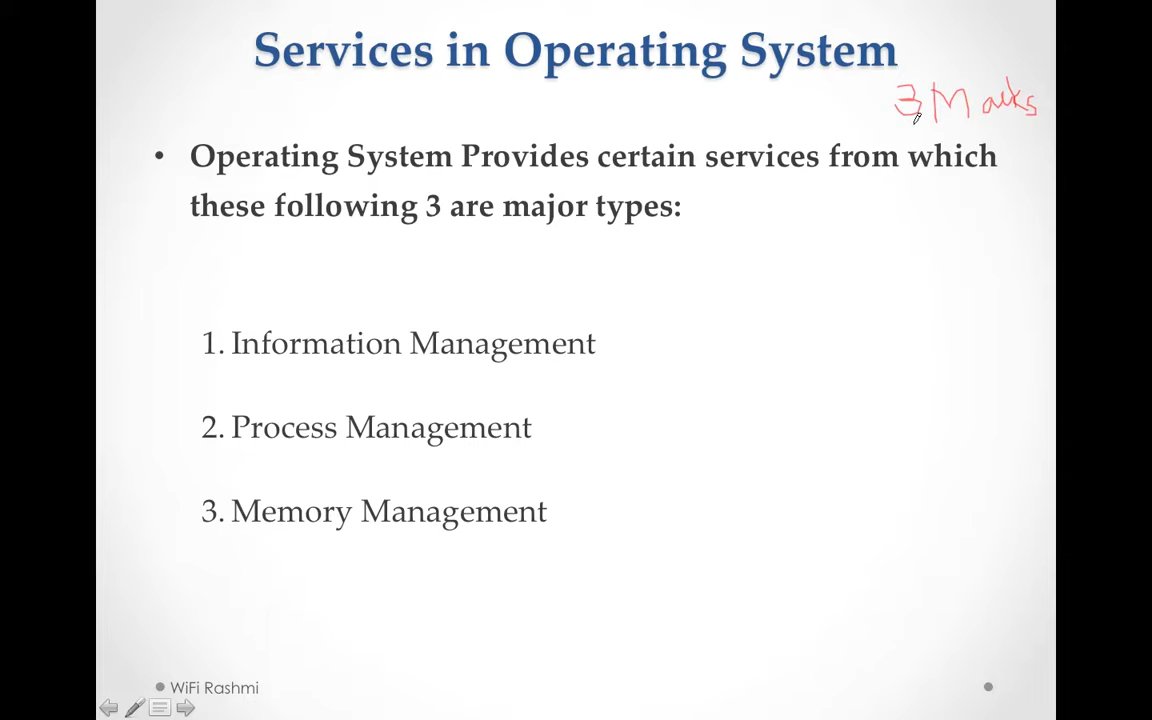 Services in Operating System
3 Marks
• Operating System Provides certain services from which
these following 3 are major types:
1. Information Management
2. Process Management
3. Memory Management
WiFi Rashmi